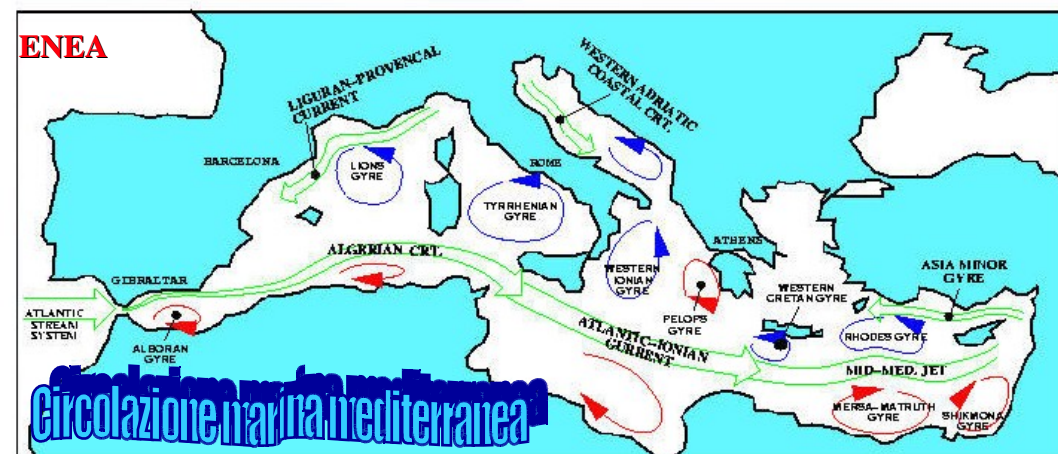 ENEA
LIGURAN-PROVENCAL
CURRENT
WESTERN ADRIATIC
COASTAL CRT.
BARCELONA
LIONS
GYRE
ROME
TYRRHENIAN
GYRE
ALGERIAN CRT.
GIBRALTAR
ATLANTIC
STREAM
SYSTEM
ALBORAN
GYRE
WESTERN
IONIAN
GYRE
ATHENS
PELOPS
GYRE
WESTERN
CRETAN GYRE
ASIA MINOR
GYRE
RHODES GYRE
ATLANTIC-IONIAN
CURRENT
MID-MED. JET
MERSA-MATRUTH
GYRE
SHIKMONA
GYRE
Circolazione marina mediterranea